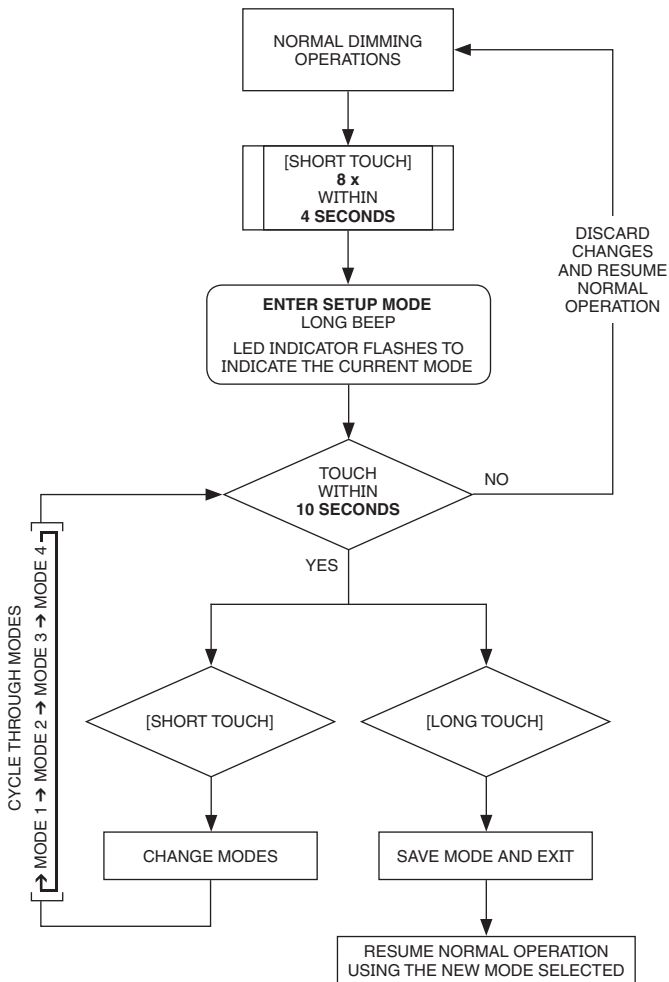 NORMAL DIMMING
OPERATIONS
[SHORT TOUCH]
8 x
WITHIN
4 SECONDS
DISCARD
CHANGES
AND RESUME
NORMAL
OPERATION
ENTER SETUP MODE
LONG BEEP
LED INDICATOR FLASHES TO
INDICATE THE CURRENT MODE
TOUCH
WITHIN
10 SECONDS
NO
YES
CYCLE THROUGH MODES
➔ MODE 1 ➔ MODE 2 ➔ MODE 3 ➔ MODE 4
[SHORT TOUCH]
[LONG TOUCH]
CHANGE MODES
SAVE MODE AND EXIT
RESUME NORMAL OPERATION
USING THE NEW MODE SELECTED